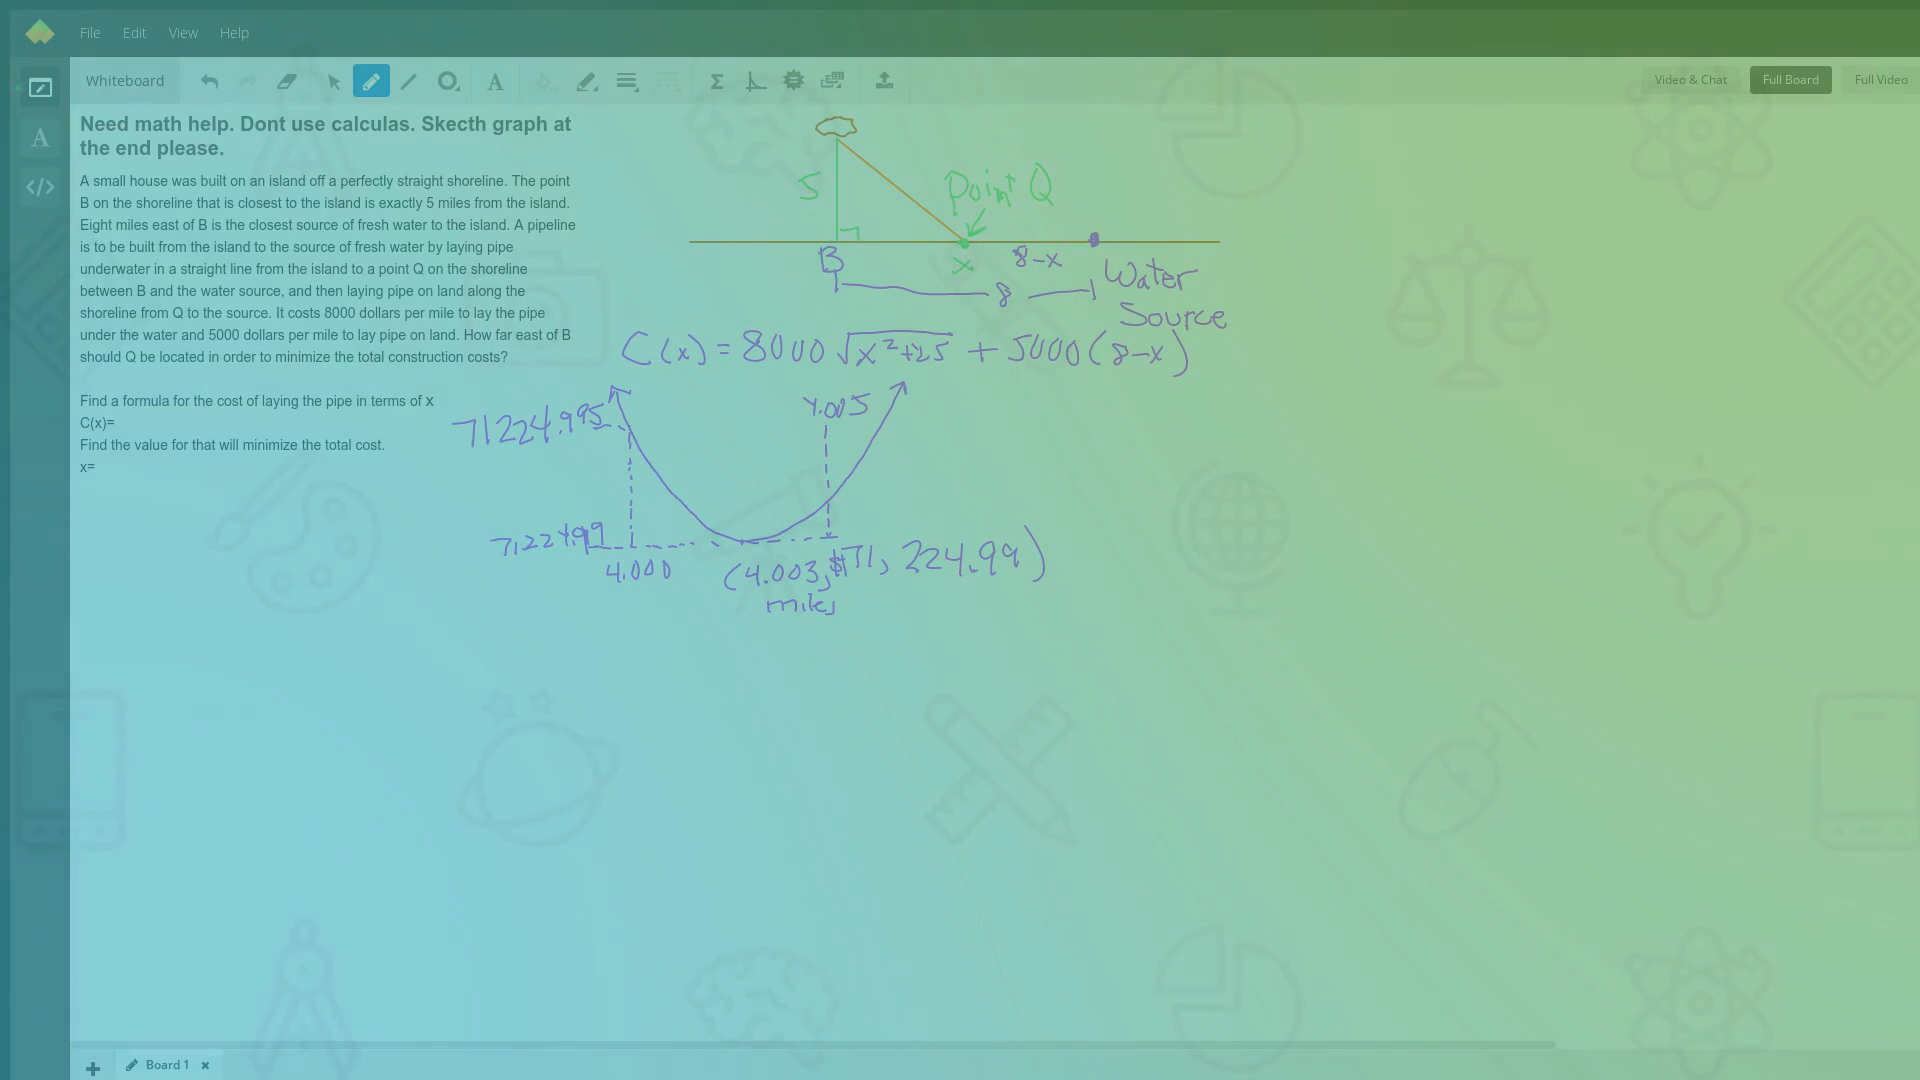 File Edit View Help
Whiteboard
A
Σ
Video & Chat
Full Board
Full Video
A
</>
Need math help. Dont use calculas. Skecth graph at
the end please.
A small house was built on an island off a perfectly straight shoreline. The point
B on the shoreline that is closest to the island is exactly 5 miles from the island.
Eight miles east of B is the closest source of fresh water to the island. A pipeline
is to be built from the island to the source of fresh water by laying pipe
underwater in a straight line from the island to a point Q on the shoreline
between B and the water source, and then laying pipe on land along the
shoreline from Q to the source. It costs 8000 dollars per mile to lay the pipe
under the water and 5000 dollars per mile to lay pipe on land. How far east of B
should Q be located in order to minimize the total construction costs?
Find a formula for the cost of laying the pipe in terms of x
C(x)=
Find the value for that will minimize the total cost.
x=
5
Point Q
B
x
8-x
8
Water
Source
C(x) = 8000 √x²+25 + 5000(8-x)
71224.995
4.005
71224.99
4.000
(4.003, $71,224.99)
miles
Board 1